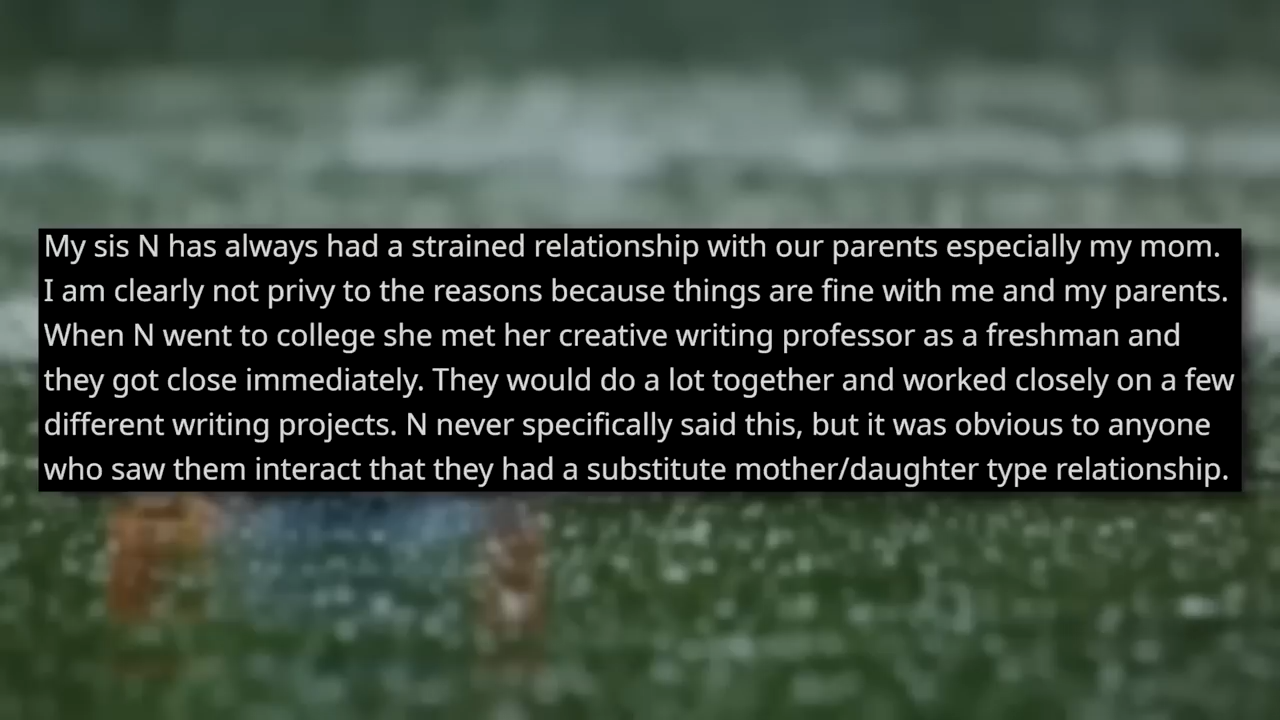 My sis N has always had a strained relationship with our parents especially my mom.
I am clearly not privy to the reasons because things are fine with me and my parents.
When N went to college she met her creative writing professor as a freshman and
they got close immediately. They would do a lot together and worked closely on a few
different writing projects. N never specifically said this, but it was obvious to anyone
who saw them interact that they had a substitute mother/daughter type relationship.